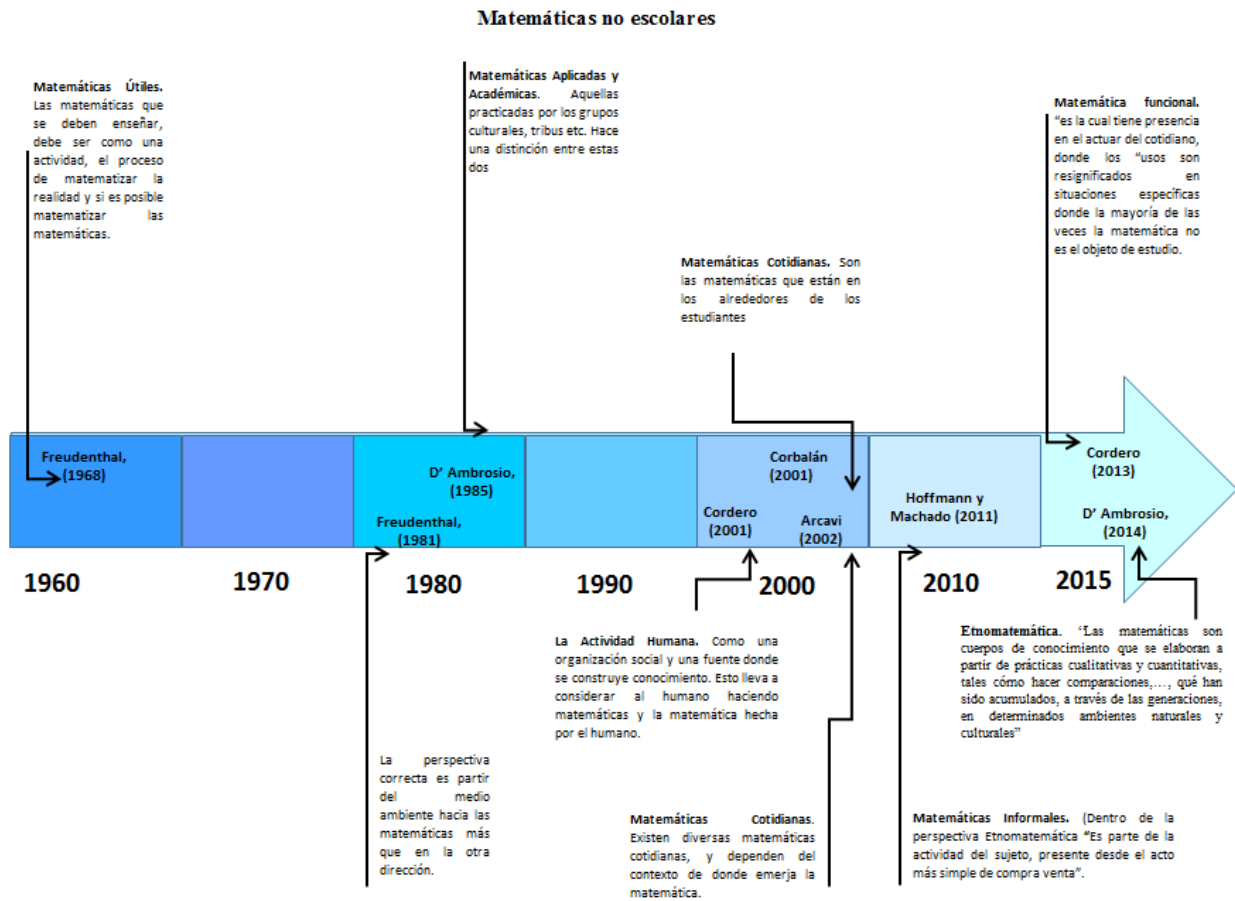 Matemáticas no escolares
Matemáticas Útiles.
Las matemáticas que
se deben enseñar,
debe ser como una
actividad, el proceso
de matematizar la
realidad y si es posible
matematizar las
matemáticas.
Matemáticas Aplicadas y
Académicas. Aquellas
practicadas por los grupos
culturales, tribus etc. Hace
una distinción entre estas
dos
Matemáticas Cotidianas. Son
las matemáticas que están en
los alrededores de los
estudiantes
Matemática funcional.
"es la cual tiene presencia
en el actuar del cotidiano,
donde los "usos son
resignificados en
situaciones específicas
donde la mayoría de las
veces la matemática no
es el objeto de estudio.
Freudenthal,
(1968)
D' Ambrosio,
(1985)
Freudenthal,
(1981)
Corbalán
(2001)
Cordero
(2001)
Arcavi
(2002)
Hoffmann y
Machado (2011)
Cordero
(2013)
D' Ambrosio,
(2014)
1960
1970
1980
1990
2000
2010
2015
La perspectiva
correcta es partir
del medio
ambiente hacia las
matemáticas más
que en la otra
dirección.
La Actividad Humana. Como una
organización social y una fuente donde
se construye conocimiento. Esto lleva a
considerar al humano haciendo
matemáticas y la matemática hecha
por el humano.
Matemáticas Cotidianas.
Existen diversas matemáticas
cotidianas, y dependen del
contexto de donde emerja la
matemática.
Etnomatemática. "Las matemáticas son
cuerpos de conocimiento que se elaboran a
partir de prácticas cualitativas y cuantitativas,
tales cómo hacer comparaciones,…, qué han
sido acumulados, a través de las generaciones,
en determinados ambientes naturales y
culturales"
Matemáticas Informales. (Dentro de la
perspectiva Etnomatemática "Es parte de la
actividad del sujeto, presente desde el acto
más simple de compra venta".